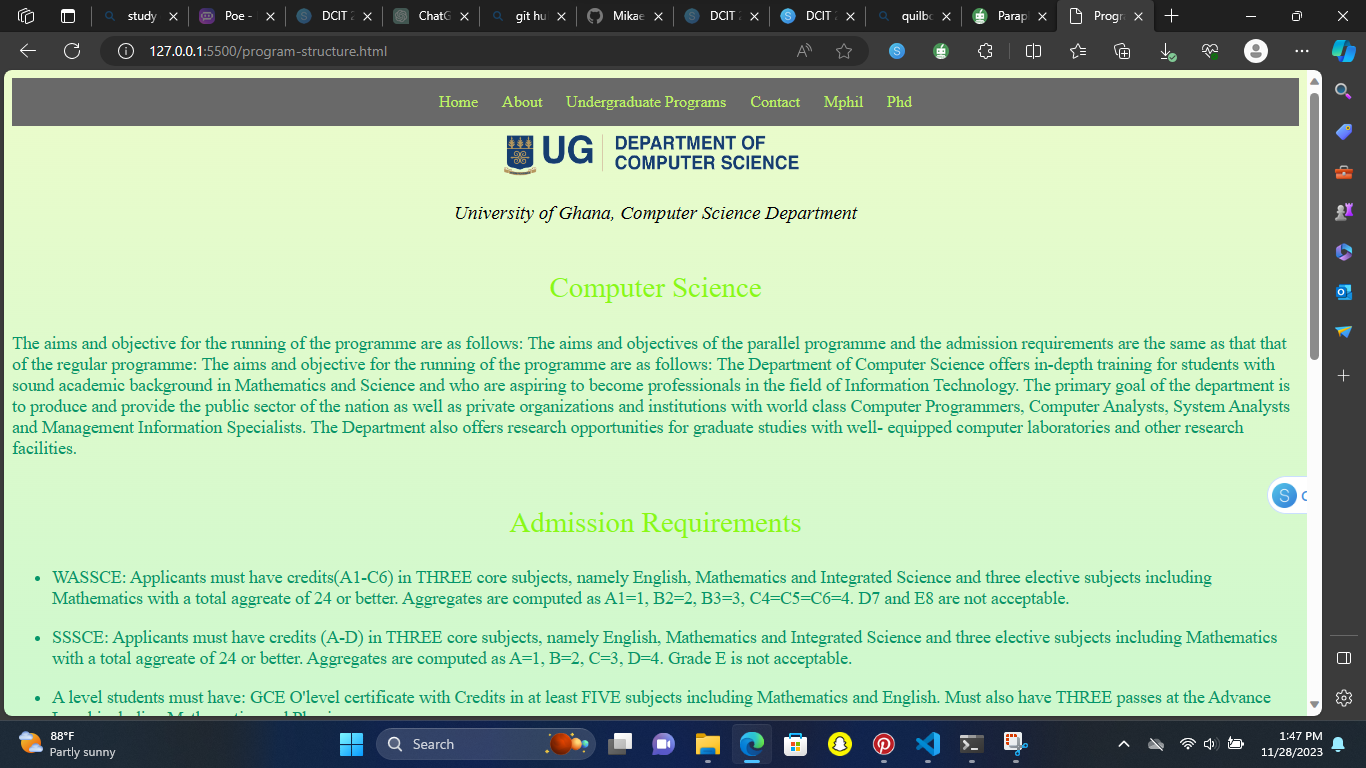 study
Poe -
DCIT 2
ChatG
git hu
Mikae
DCIT
DCIT
quilbo
Parap
Progr
127.0.0.1:5500/program-structure.html
Home About Undergraduate Programs Contact Mphil Phd
UG DEPARTMENT OF
COMPUTER SCIENCE
University of Ghana, Computer Science Department
Computer Science
The aims and objective for the running of the programme are as follows: The aims and objectives of the parallel programme and the admission requirements are the same as that that
of the regular programme: The aims and objective for the running of the programme are as follows: The Department of Computer Science offers in-depth training for students with
sound academic background in Mathematics and Science and who are aspiring to become professionals in the field of Information Technology. The primary goal of the department is
to produce and provide the public sector of the nation as well as private organizations and institutions with world class Computer Programmers, Computer Analysts, System Analysts
and Management Information Specialists. The Department also offers research opportunities for graduate studies with well- equipped computer laboratories and other research
facilities.
Admission Requirements
• WASSCE: Applicants must have credits(A1-C6) in THREE core subjects, namely English, Mathematics and Integrated Science and three elective subjects including
Mathematics with a total aggreate of 24 or better. Aggregates are computed as A1=1, B2=2, B3=3, C4=C5=C6=4. D7 and E8 are not acceptable.
• SSSCE: Applicants must have credits (A-D) in THREE core subjects, namely English, Mathematics and Integrated Science and three elective subjects including Mathematics
with a total aggreate of 24 or better. Aggregates are computed as A=1, B=2, C=3, D=4. Grade E is not acceptable.
• A level students must have: GCE O'level certificate with Credits in at least FIVE subjects including Mathematics and English. Must also have THREE passes at the Advance
88°F
Partly sunny
Search
1:47 PM
11/28/2023